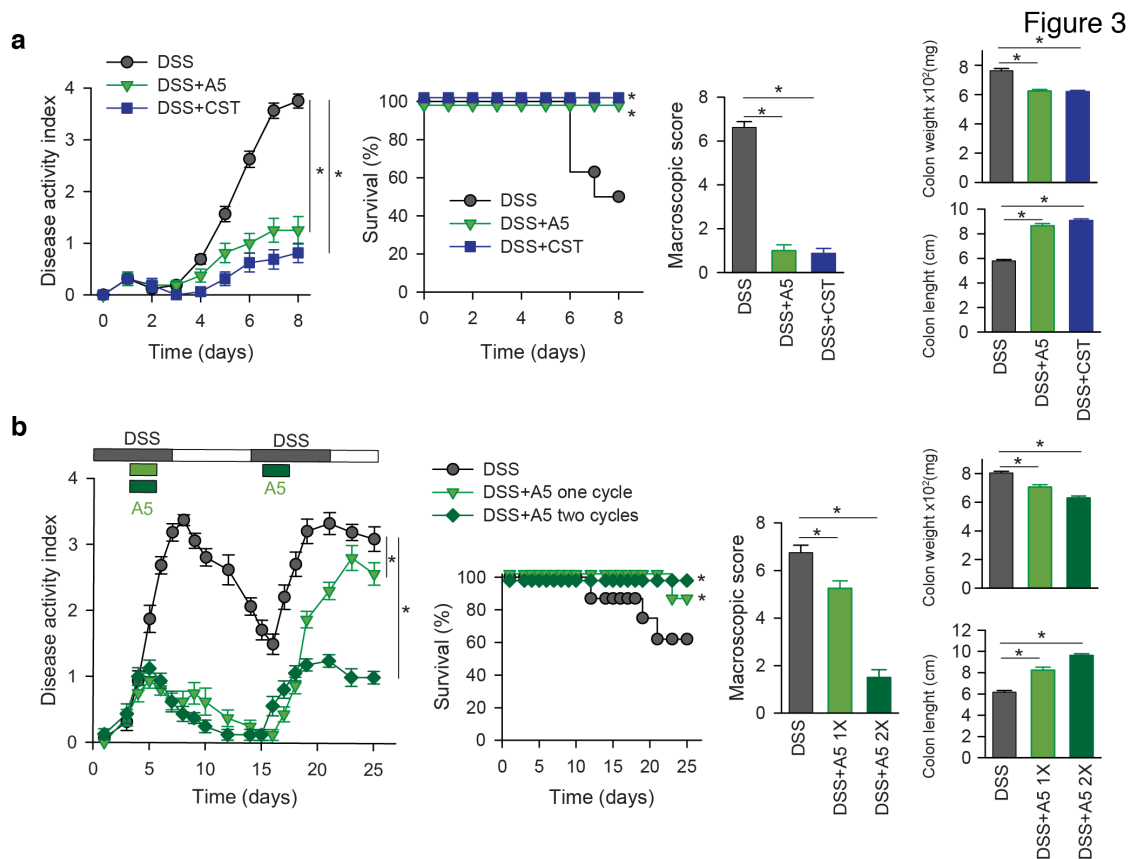 Figure 3
a
DSS
DSS+A5
DSS+CST
Disease activity index
4
3
2
1
0
0 2 4 6 8
Time (days)
* *
Survival (%)
100
80
60
40
20
0
DSS
DSS+A5
DSS+CST
*
*
0 2 4 6 8
Time (days)
Macroscopic score
8
6
4
2
0
*
*
DSS
DSS+A5
DSS+CST
Colon weight x10²(mg)
8
6
4
2
0
*
*
Colon lenght (cm)
10
8
6
4
2
0
*
*
DSS
DSS+A5
DSS+CST
b
DSS DSS
A5
A5
Disease activity index
4
3
2
1
0
*
*
0 5 10 15 20 25
Time (days)
DSS
DSS+A5 one cycle
DSS+A5 two cycles
Survival (%)
100
80
60
40
20
0
*
*
0 5 10 15 20 25
Time (days)
Macroscopic score
8
6
4
2
0
*
*
DSS
DSS+A5 1X
DSS+A5 2X
Colon weight x10²(mg)
8
6
4
2
0
*
*
Colon lenght (cm)
12
10
8
6
4
2
0
*
*
DSS
DSS+A5 1X
DSS+A5 2X